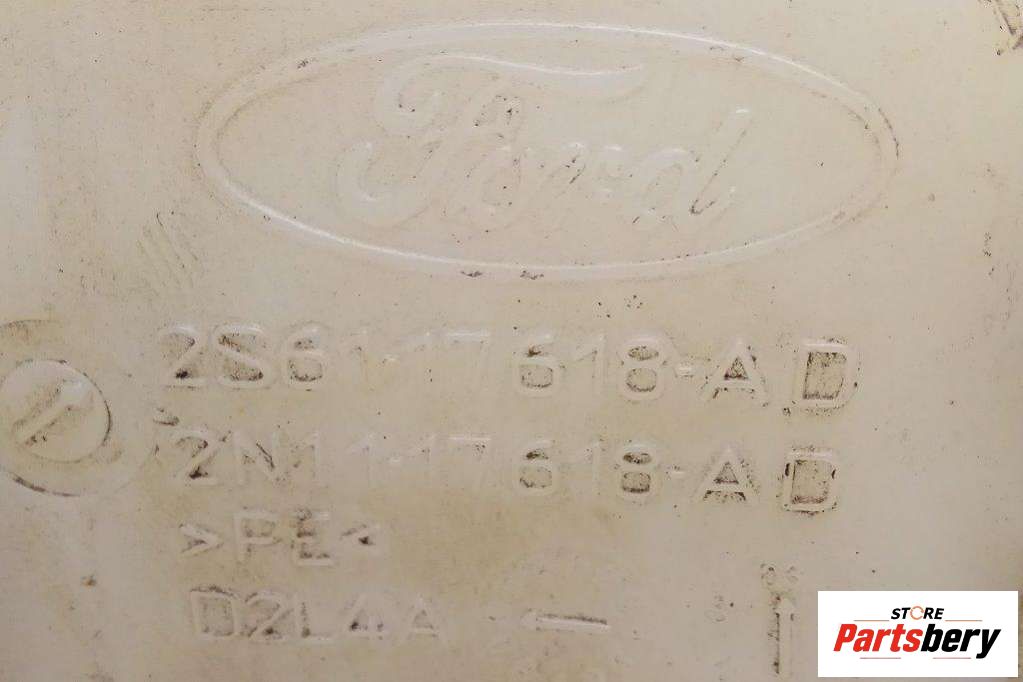 Ford
2S61-17618-AD
2N11-17618-AD
>PE<
D2L4A
STORE
Partsbery